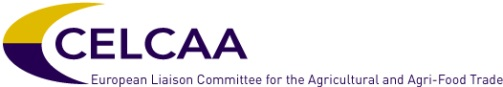 CELCAA
European Liaison Committee for the Agricultural and Agri-Food Trade